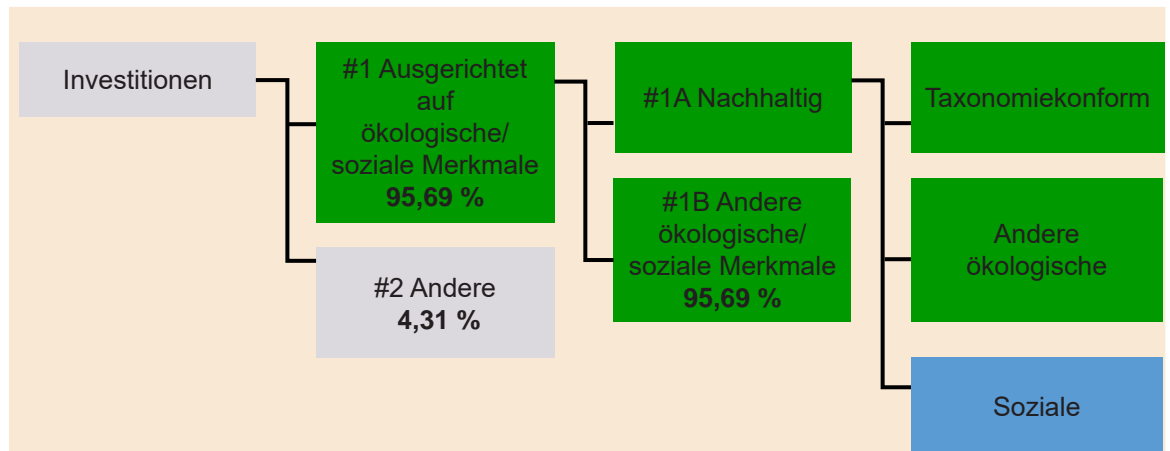 Investitionen
#1 Ausgerichtet
auf
ökologische/
soziale Merkmale
95,69 %
#2 Andere
4,31 %
#1A Nachhaltig
#1B Andere
ökologische/
soziale Merkmale
95,69 %
Taxonomiekonform
Andere
ökologische
Soziale